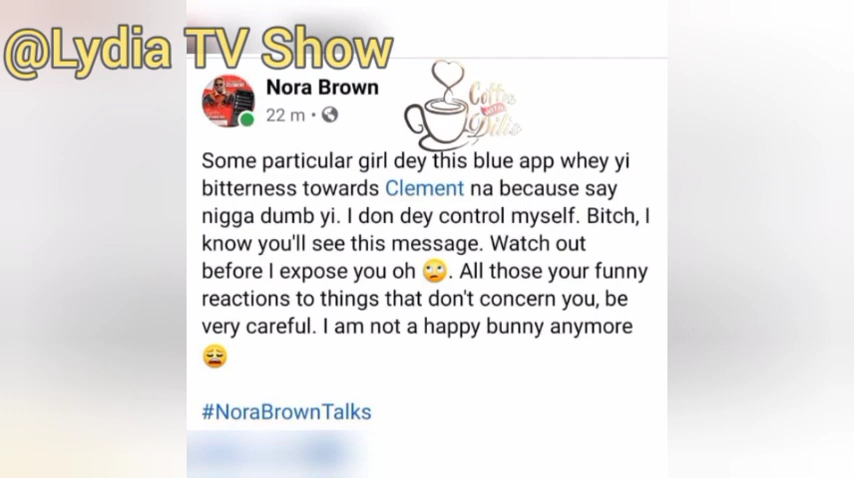 @Lydia TV Show
Nora Brown
22 m
Coffee
WITH
Dilis
Some particular girl dey this blue app whey yi
bitterness towards Clement na because say
nigga dumb yi. I don dey control myself. Bitch, I
know you'll see this message. Watch out
before I expose you oh 🙄. All those your funny
reactions to things that don't concern you, be
very careful. I am not a happy bunny anymore
😩
#NoraBrownTalks